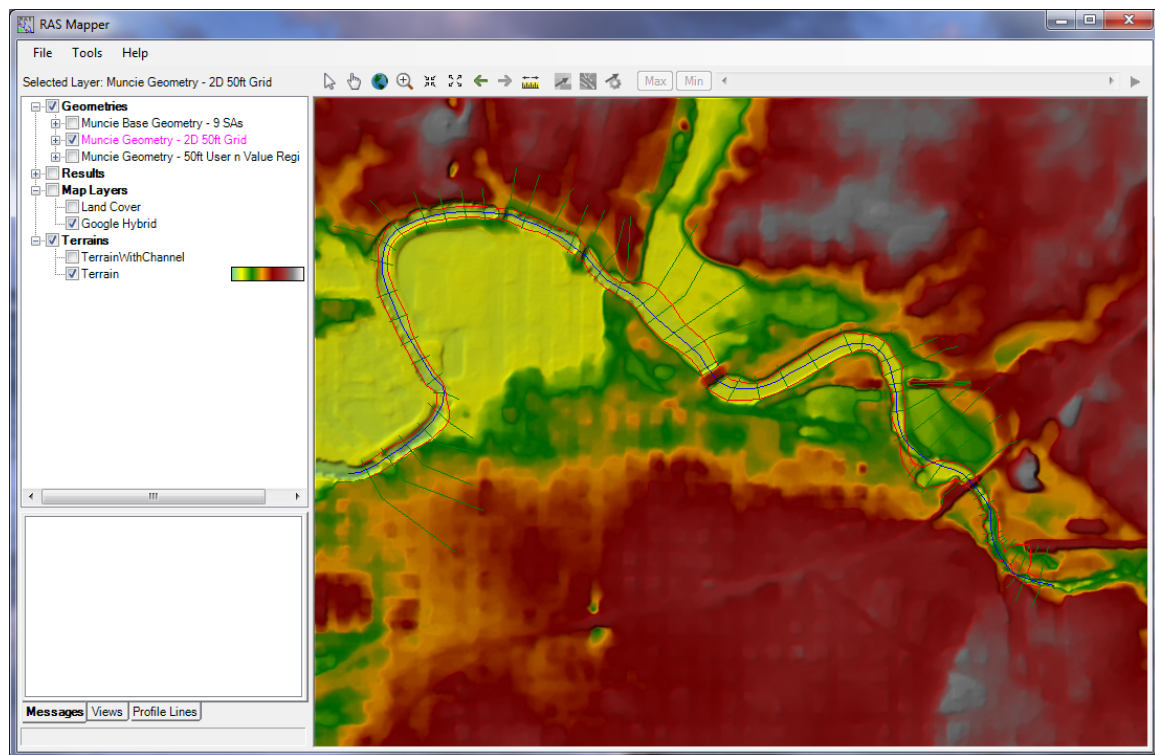 RAS Mapper
File Tools Help
Selected Layer: Muncie Geometry - 2D 50ft Grid
Max Min
Geometries
Muncie Base Geometry - 9 SAs
Muncie Geometry - 2D 50ft Grid
Muncie Geometry - 50ft User n Value Regi
Results
Map Layers
Land Cover
Google Hybrid
Terrains
TerrainWithChannel
Terrain
Messages Views Profile Lines